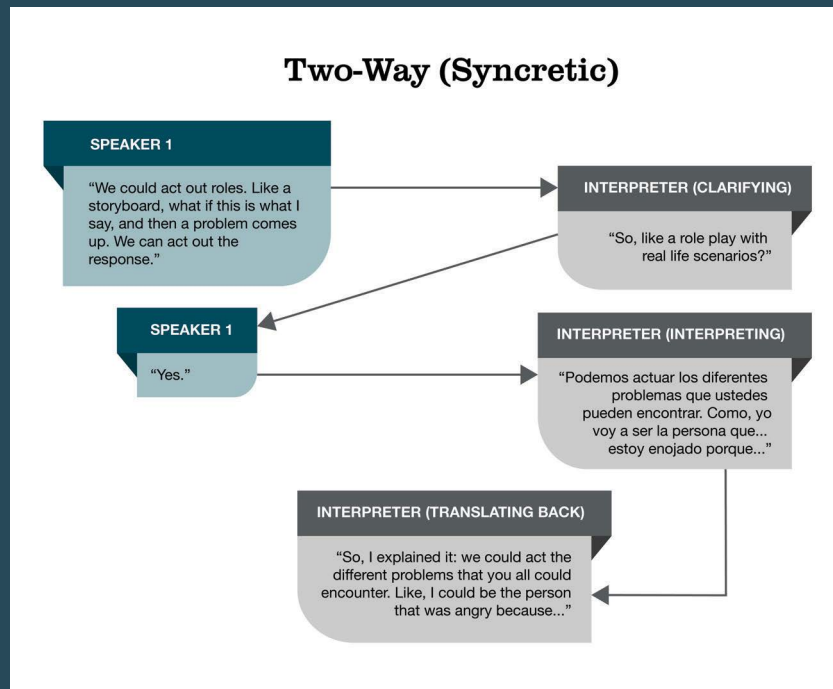 Two-Way (Syncretic)
SPEAKER 1
“We could act out roles. Like a
storyboard, what if this is what I
say, and then a problem comes
up. We can act out the
response.”
INTERPRETER (CLARIFYING)
“So, like a role play with
real life scenarios?”
SPEAKER 1
“Yes.”
INTERPRETER (INTERPRETING)
“Podemos actuar los diferentes
problemas que ustedes
pueden encontrar. Como, yo
voy a ser la persona que...
estoy enojado porque...”
INTERPRETER (TRANSLATING BACK)
“So, I explained it: we could act the
different problems that you all could
encounter. Like, I could be the person
that was angry because...”